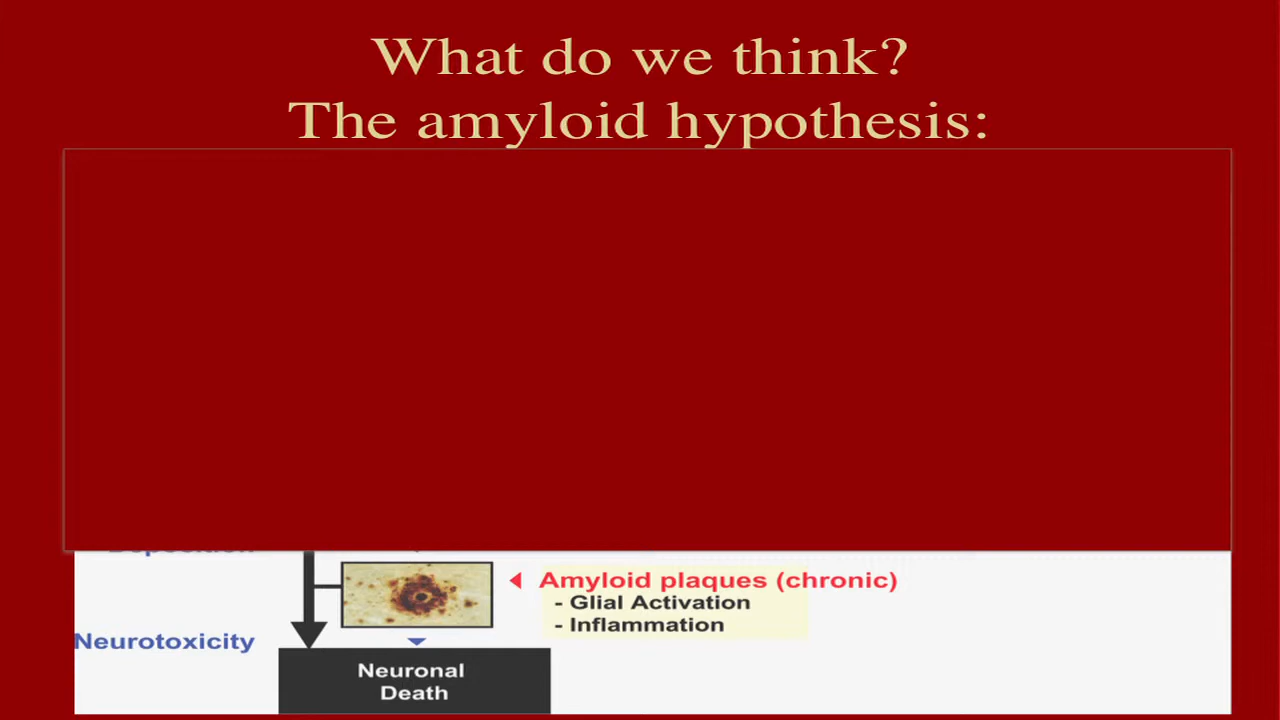 What do we think?
The amyloid hypothesis:
Amyloid plaques (chronic)
- Glial Activation
- Inflammation
Neurotoxicity
Neuronal
Death